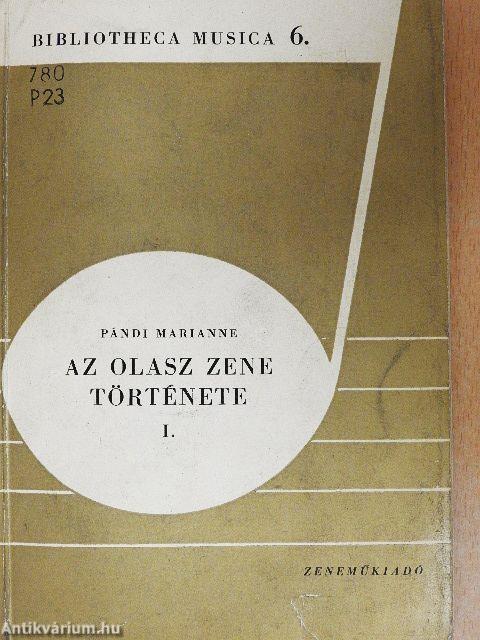 BIBLIOTHECA MUSICA 6.
780
P23
PÁNDI MARIANNE
AZ OLASZ ZENE
TÖRTÉNETE
I.
ZENEMŰKIADÓ
Antikvárium.hu